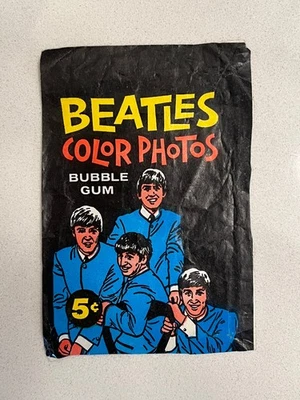 BEATLES
COLOR PHOTOS
BUBBLE
GUM
5¢